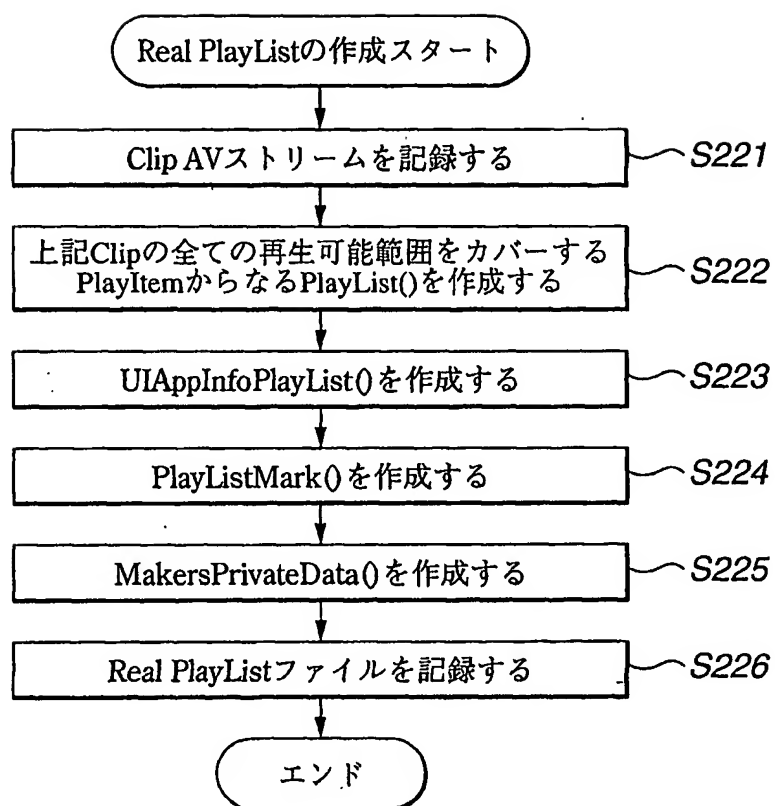 Real PlayListの作成スタート
Clip AVストリームを記録する
S221
上記Clipの全ての再生可能範囲をカバーする
PlayItemからなるPlayList()を作成する
S222
UIAppInfoPlayList()を作成する
S223
PlayListMark()を作成する
S224
MakersPrivateData()を作成する
S225
Real PlayListファイルを記録する
S226
エンド